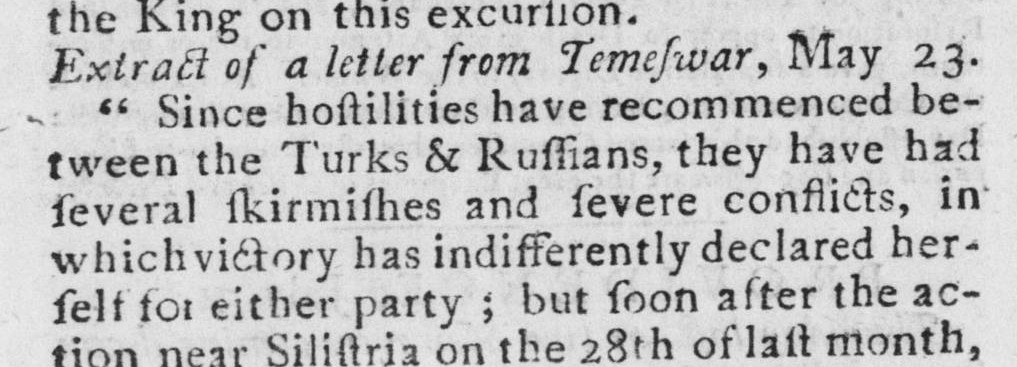 the King on this excurſion.
Extract of a letter from Temeſwar, May 23.
“ Since hoſtilities have recommenced be-
tween the Turks & Ruſſians, they have had
ſeveral ſkirmiſhes and ſevere conflicts, in
which victory has indifferently declared her-
ſelf for either party ; but ſoon after the ac-
tion near Siliſtria on the 28th of laſt month,